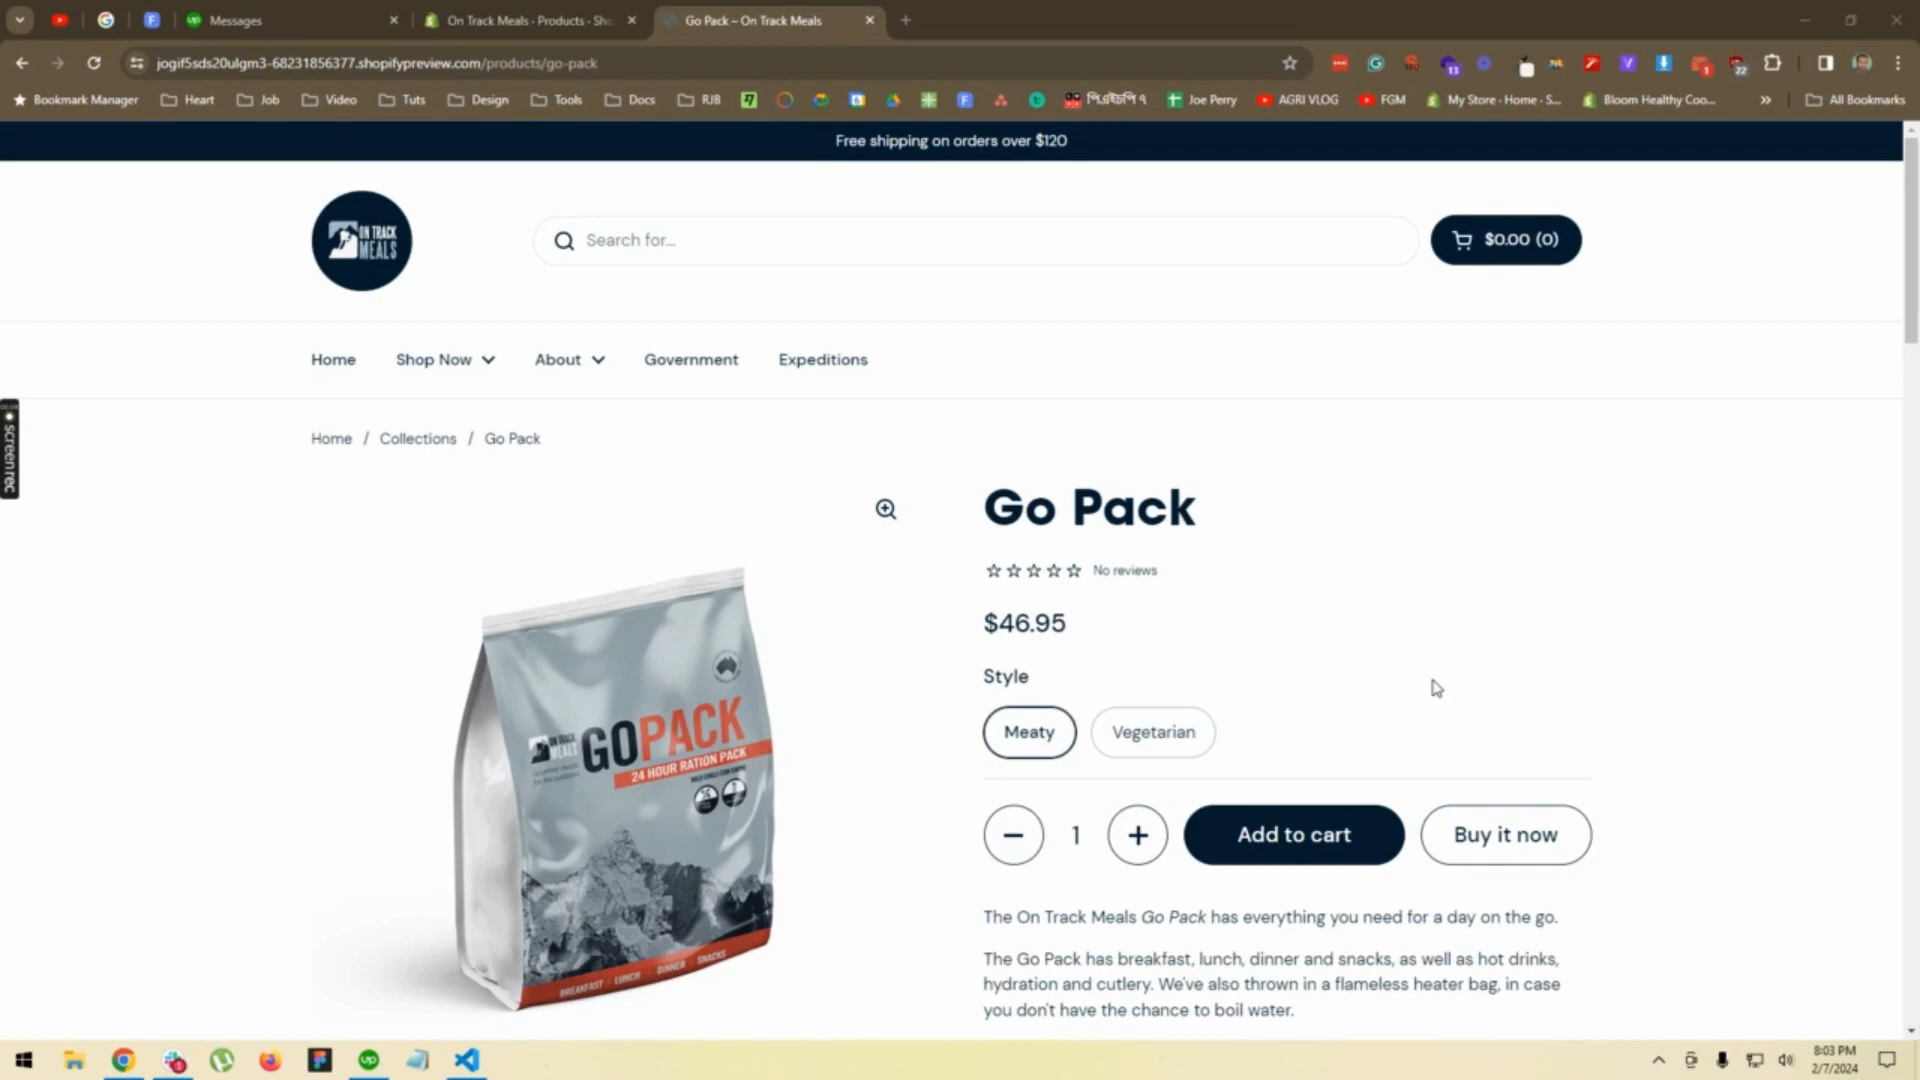 Messages
On Track Meals · Products · Sho
Go Pack – On Track Meals
jogif5sds20ulgm3-68231856377.shopifypreview.com/products/go-pack
Bookmark Manager
Heart
Job
Video
Tuts
Design
Tools
Docs
RJB
Joe Perry
AGRI VLOG
FGM
My Store · Home · S...
Bloom Healthy Coo...
All Bookmarks
Free shipping on orders over $120
ON TRACK
MEALS
Search for...
$0.00 (0)
Home
Shop Now
About
Government
Expeditions
screenrec
Home / Collections / Go Pack
Go Pack
No reviews
$46.95
Style
Meaty
Vegetarian
ON TRACK
MEALS
GOPACK
24 HOUR RATION PACK
BREAKFAST · LUNCH · DINNER · SNACKS
1
Add to cart
Buy it now
The On Track Meals Go Pack has everything you need for a day on the go.
The Go Pack has breakfast, lunch, dinner and snacks, as well as hot drinks,
hydration and cutlery. We've also thrown in a flameless heater bag, in case
you don't have the chance to boil water.
8:03 PM
2/7/2024